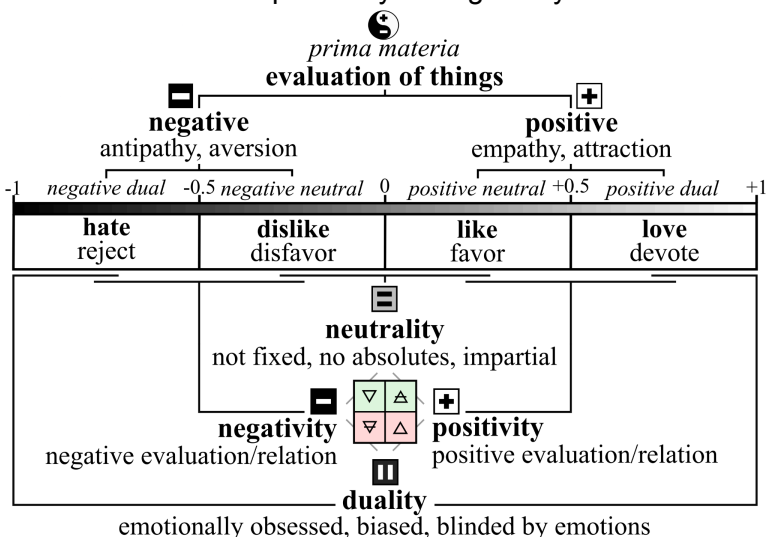 prima materia
evaluation of things
negative
antipathy, aversion
positive
empathy, attraction
-1 negative dual -0.5 negative neutral 0 positive neutral +0.5 positive dual +1
hate dislike like love
reject disfavor favor devote
neutrality
not fixed, no absolutes, impartial
negativity
negative evaluation/relation
positivity
positive evaluation/relation
duality
emotionally obsessed, biased, blinded by emotions